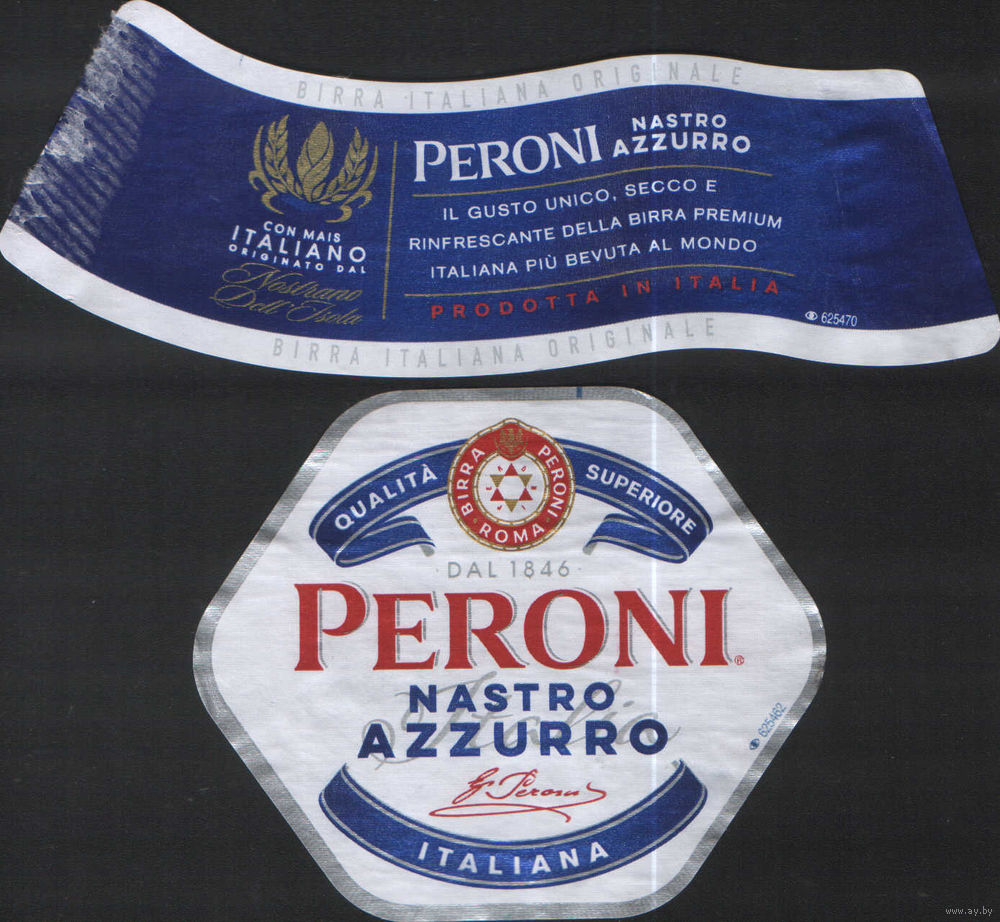 BIRRA ITALIANA ORIGINALE
CON MAIS
ITALIANO
ORIGINATO DAL
Nostrano
Dell'Isola
PERONI NASTRO AZZURRO
IL GUSTO UNICO, SECCO E
RINFRESCANTE DELLA BIRRA PREMIUM
ITALIANA PIÙ BEVUTA AL MONDO
PRODOTTA IN ITALIA
625470
BIRRA ITALIANA ORIGINALE
QUALITÀ SUPERIORE
BIRRA PERONI
ROMA
DAL 1846
PERONI®
Italia
NASTRO
AZZURRO
G. Peroni
ITALIANA
625462
www.ay.by